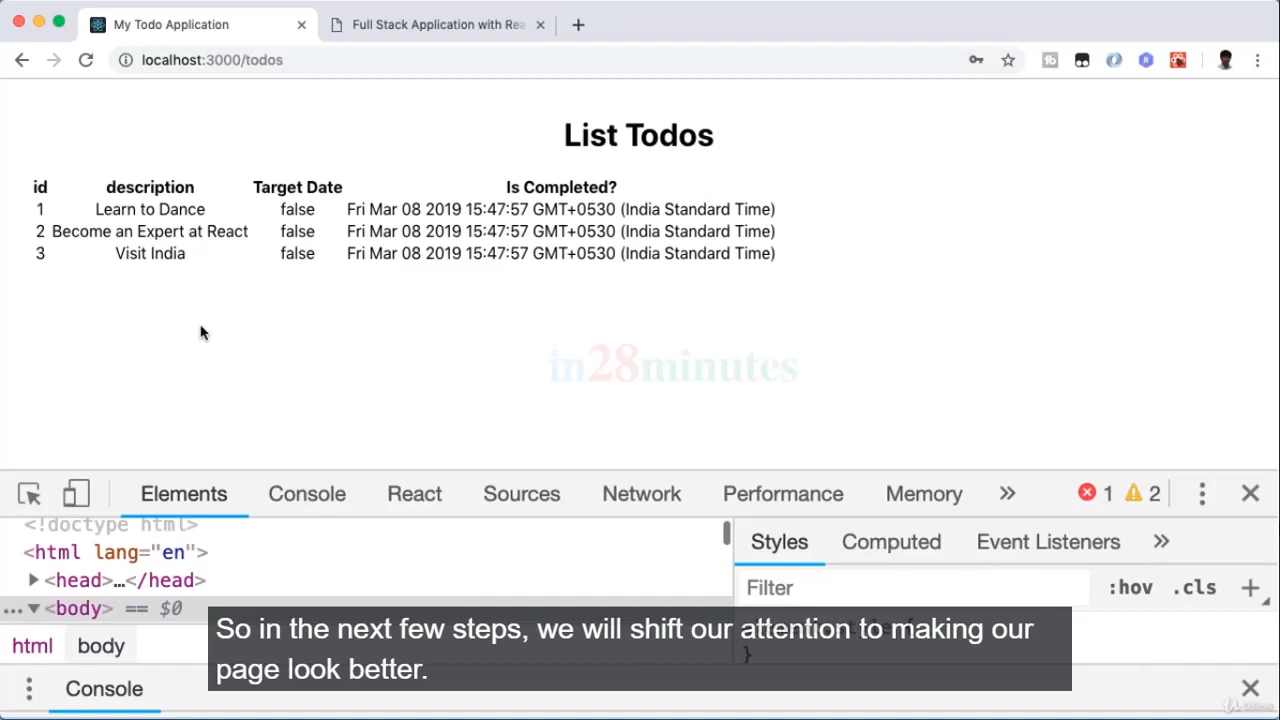 My Todo Application
Full Stack Application with Rea
localhost:3000/todos
List Todos
id description Target Date Is Completed?
1 Learn to Dance false Fri Mar 08 2019 15:47:57 GMT+0530 (India Standard Time)
2 Become an Expert at React false Fri Mar 08 2019 15:47:57 GMT+0530 (India Standard Time)
3 Visit India false Fri Mar 08 2019 15:47:57 GMT+0530 (India Standard Time)
in28minutes
Elements Console React Sources Network Performance Memory » 1 2
<!doctype html>
<html lang="en">
<head>…</head>
… <body> == $0
html body
Styles Computed Event Listeners »
Filter :hov .cls +
}
So in the next few steps, we will shift our attention to making our
page look better.
Console